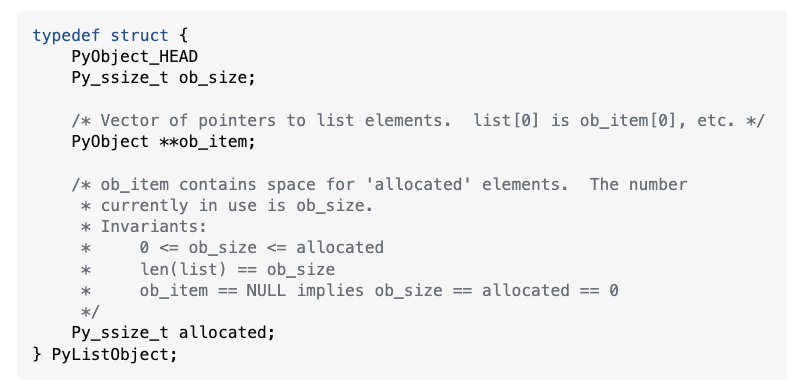 typedef struct {
    PyObject_HEAD
    Py_ssize_t ob_size;

    /* Vector of pointers to list elements.  list[0] is ob_item[0], etc. */
    PyObject **ob_item;

    /* ob_item contains space for 'allocated' elements.  The number
     * currently in use is ob_size.
     * Invariants:
     *     0 <= ob_size <= allocated
     *     len(list) == ob_size
     *     ob_item == NULL implies ob_size == allocated == 0
     */
    Py_ssize_t allocated;
} PyListObject;